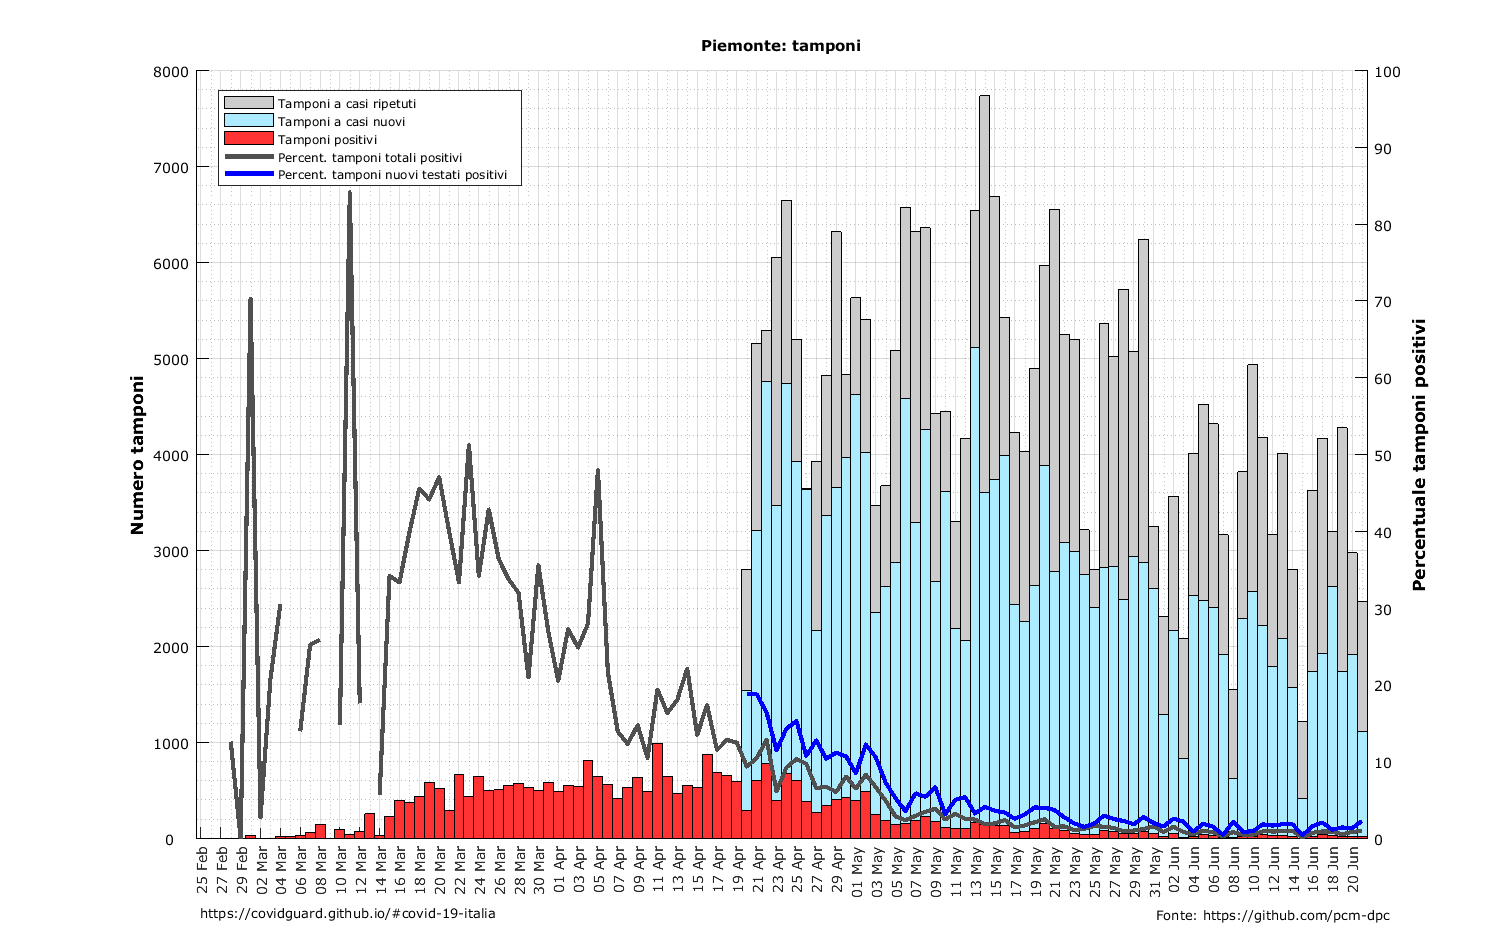 Piemonte: tamponi
Tamponi a casi ripetuti
Tamponi a casi nuovi
Tamponi positivi
Percent. tamponi totali positivi
Percent. tamponi nuovi testati positivi
Numero tamponi
8000
7000
6000
5000
4000
3000
2000
1000
0
100
90
80
70
60
50
40
30
20
10
0
Percentuale tamponi positivi
25 Feb
27 Feb
29 Feb
02 Mar
04 Mar
06 Mar
08 Mar
10 Mar
12 Mar
14 Mar
16 Mar
18 Mar
20 Mar
22 Mar
24 Mar
26 Mar
28 Mar
30 Mar
01 Apr
03 Apr
05 Apr
07 Apr
09 Apr
11 Apr
13 Apr
15 Apr
17 Apr
19 Apr
21 Apr
23 Apr
25 Apr
27 Apr
29 Apr
01 May
03 May
05 May
07 May
09 May
11 May
13 May
15 May
17 May
19 May
21 May
23 May
25 May
27 May
29 May
31 May
02 Jun
04 Jun
06 Jun
08 Jun
10 Jun
12 Jun
14 Jun
16 Jun
18 Jun
20 Jun
https://covidguard.github.io/#covid-19-italia
Fonte: https://github.com/pcm-dpc